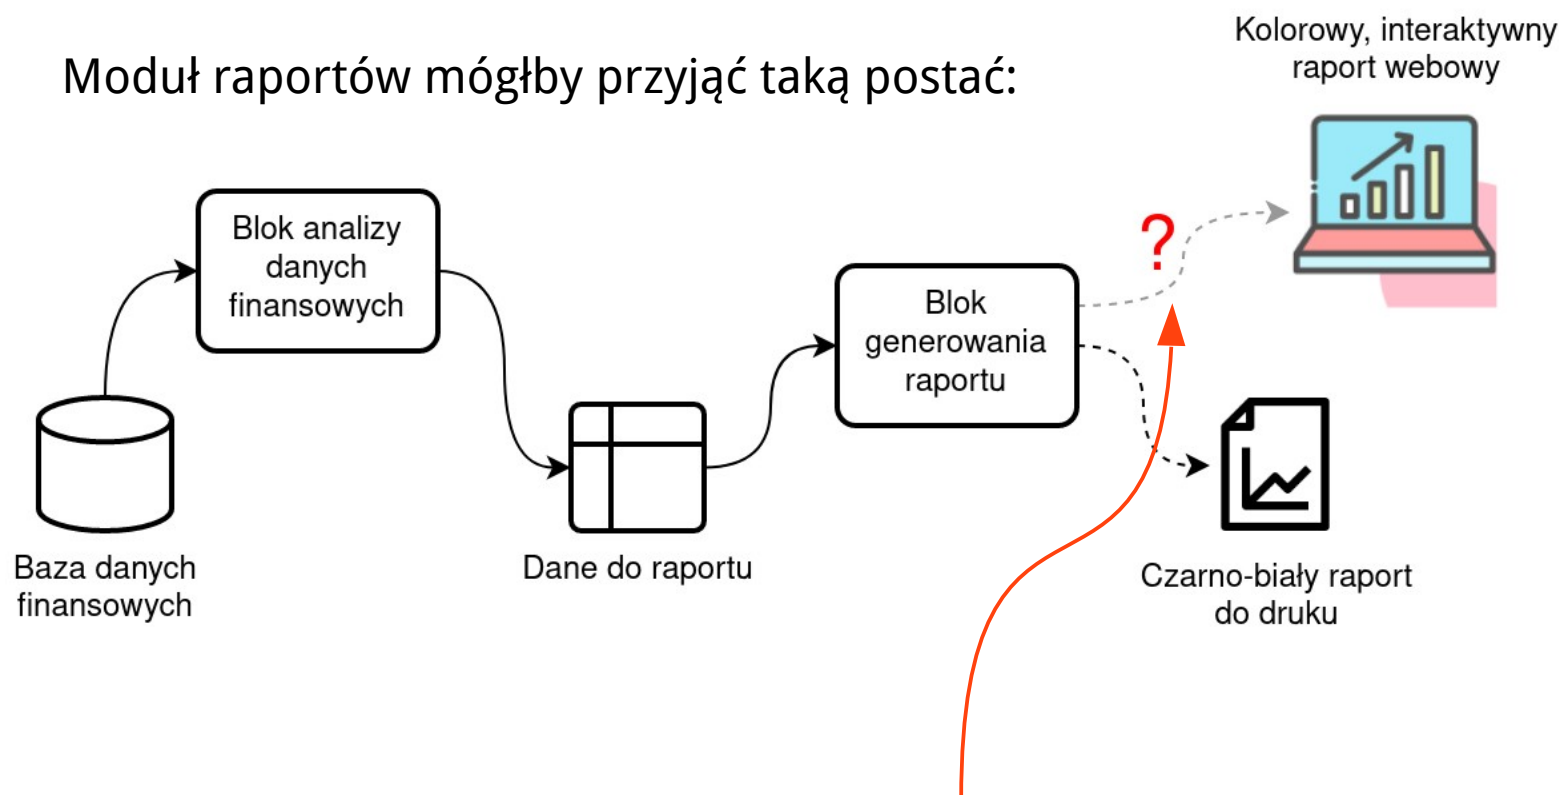 Kolorowy, interaktywny
raport webowy
Moduł raportów mógłby przyjąć taką postać:
Blok analizy
danych
finansowych
?
Blok
generowania
raportu
Baza danych
finansowych
Dane do raportu
Czarno-biały raport
do druku